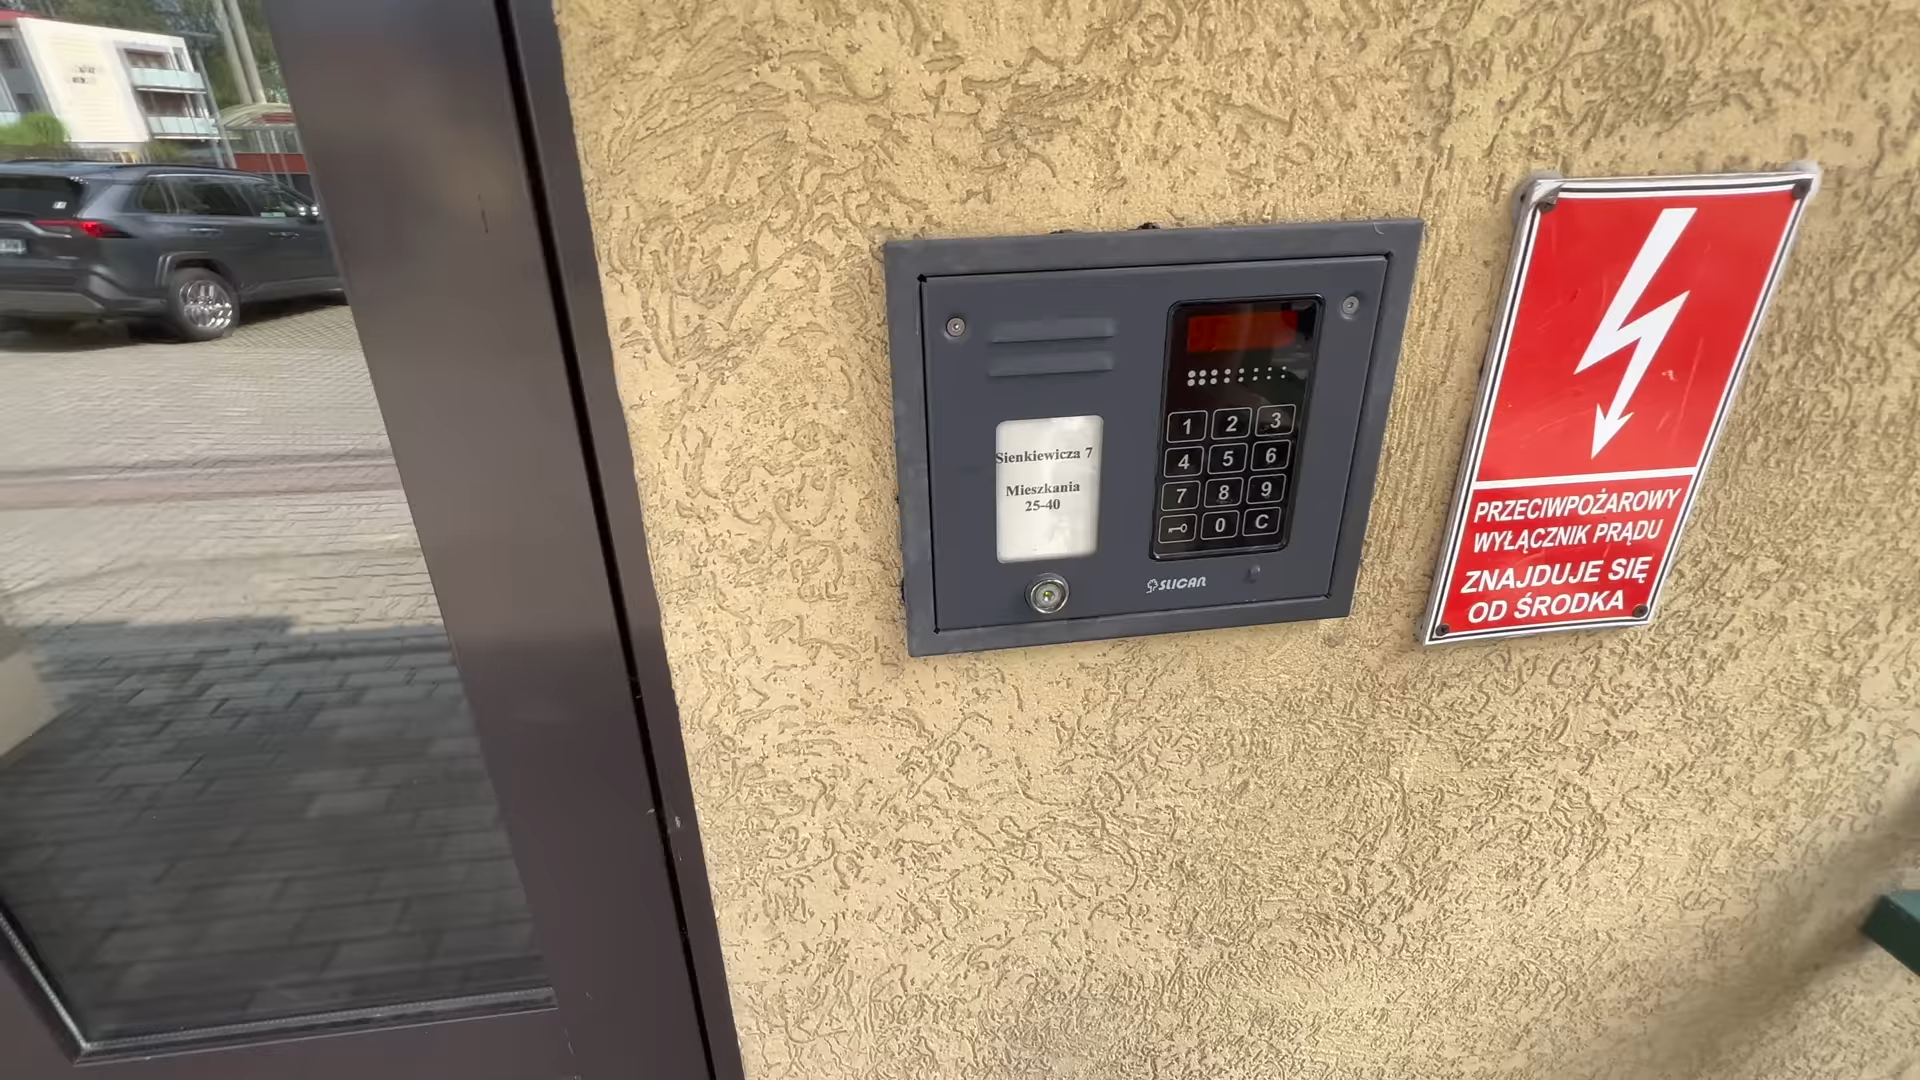 Sienkiewicza 7
Mieszkania
25-40
1 2 3
4 5 6
7 8 9
0 C
SLICAN
PRZECIWPOŻAROWY
WYŁĄCZNIK PRĄDU
ZNAJDUJE SIĘ
OD ŚRODKA